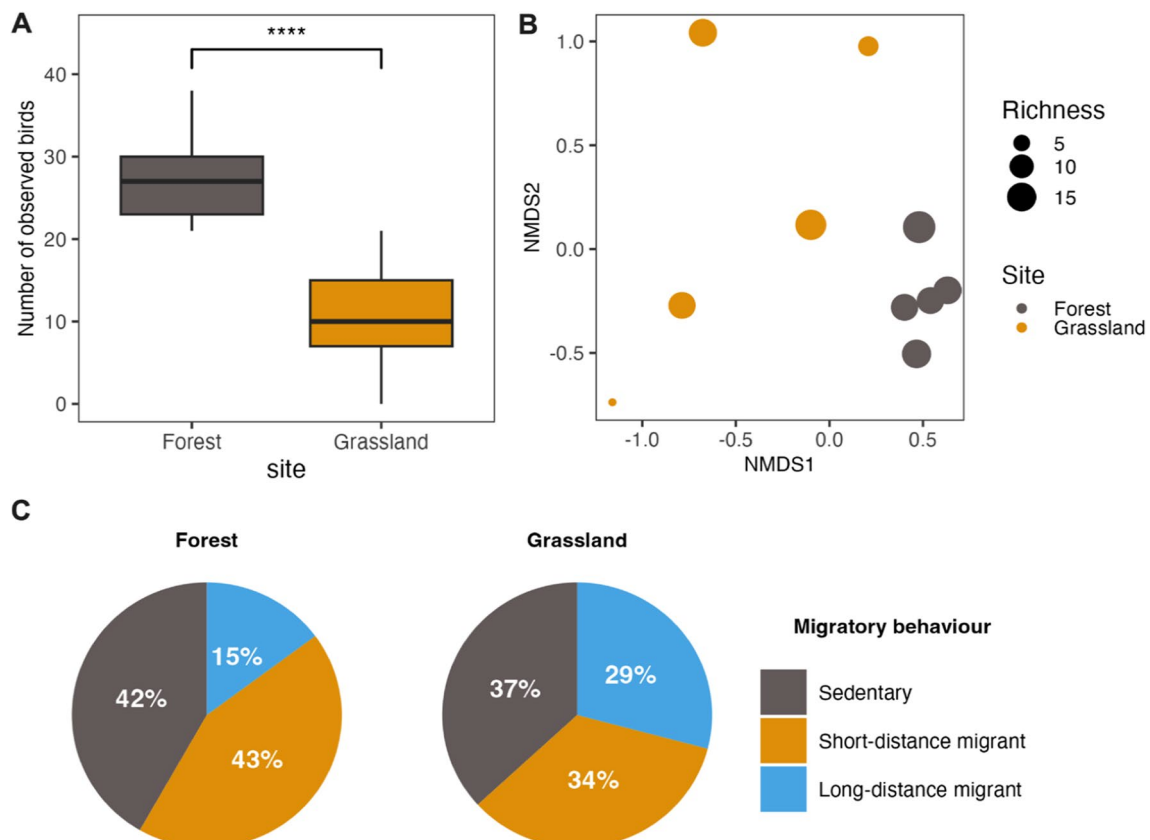 A
****
Number of observed birds
40
30
20
10
0
Forest
Grassland
site
B
NMDS2
1.0
0.5
0.0
-0.5
-1.0
-0.5
0.0
0.5
NMDS1
Richness
5
10
15
Site
Forest
Grassland
C
Forest
15%
42%
43%
Grassland
29%
37%
34%
Migratory behaviour
Sedentary
Short-distance migrant
Long-distance migrant